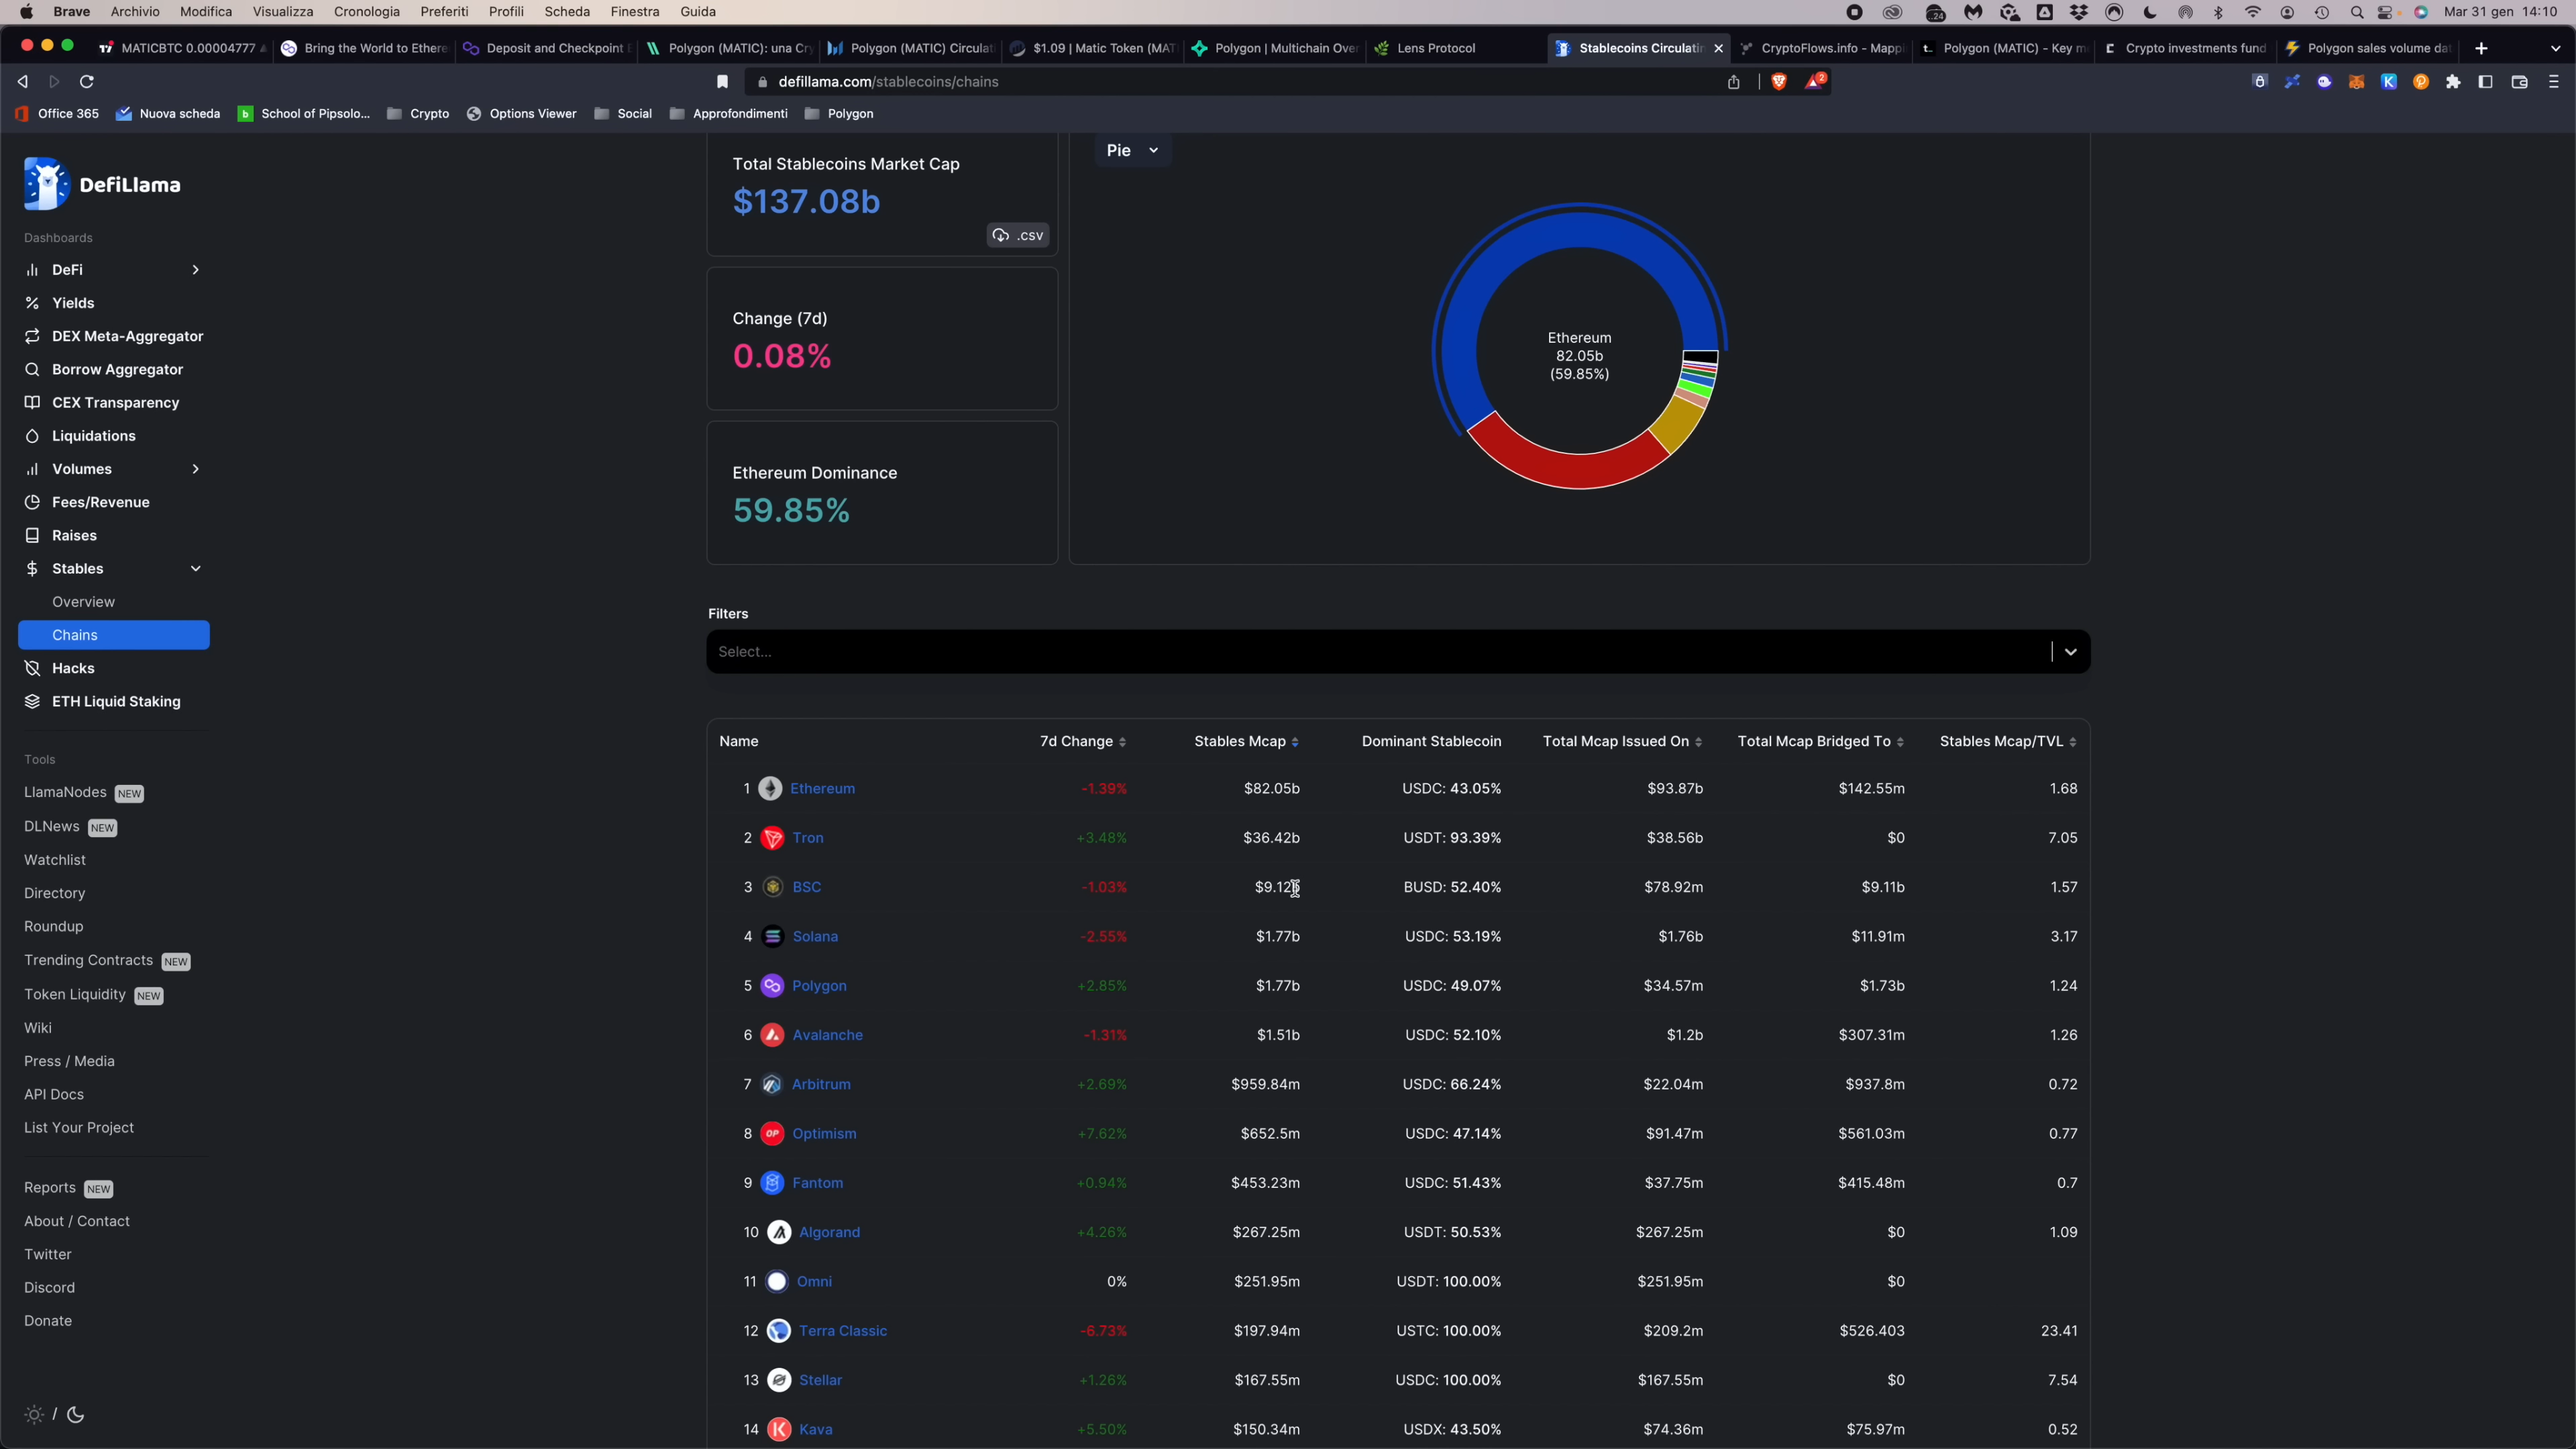 Brave Archivio Modifica Visualizza Cronologia Preferiti Profili Scheda Finestra Guida 24 Mar 31 gen 14:10
MATICBTC 0.00004777 Bring the World to Ethere Deposit and Checkpoint Polygon (MATIC): una Cry Polygon (MATIC) Circulat $1.09 | Matic Token (MAT Polygon | Multichain Over Lens Protocol Stablecoins Circulatin CryptoFlows.info - Mapp Polygon (MATIC) - Key m Crypto investments fund Polygon sales volume dat
defillama.com/stablecoins/chains 2
Office 365 Nuova scheda School of Pipsolo... Crypto Options Viewer Social Approfondimenti Polygon
DefiLlama
Dashboards
DeFi
Yields
DEX Meta-Aggregator
Borrow Aggregator
CEX Transparency
Liquidations
Volumes
Fees/Revenue
Raises
Stables
Overview
Chains
Hacks
ETH Liquid Staking
Tools
LlamaNodes NEW
DLNews NEW
Watchlist
Directory
Roundup
Trending Contracts NEW
Token Liquidity NEW
Wiki
Press / Media
API Docs
List Your Project
Reports NEW
About / Contact
Twitter
Discord
Donate
/
Total Stablecoins Market Cap
$137.08b
.csv
Change (7d)
0.08%
Ethereum Dominance
59.85%
Pie
Ethereum
82.05b
(59.85%)
Filters
Select...
Name 7d Change Stables Mcap Dominant Stablecoin Total Mcap Issued On Total Mcap Bridged To Stables Mcap/TVL
1 Ethereum -1.39% $82.05b USDC: 43.05% $93.87b $142.55m 1.68
2 Tron +3.48% $36.42b USDT: 93.39% $38.56b $0 7.05
3 BSC -1.03% $9.12b BUSD: 52.40% $78.92m $9.11b 1.57
4 Solana -2.55% $1.77b USDC: 53.19% $1.76b $11.91m 3.17
5 Polygon +2.85% $1.77b USDC: 49.07% $34.57m $1.73b 1.24
6 Avalanche -1.31% $1.51b USDC: 52.10% $1.2b $307.31m 1.26
7 Arbitrum +2.69% $959.84m USDC: 66.24% $22.04m $937.8m 0.72
8 OP Optimism +7.62% $652.5m USDC: 47.14% $91.47m $561.03m 0.77
9 Fantom +0.94% $453.23m USDC: 51.43% $37.75m $415.48m 0.7
10 Algorand +4.26% $267.25m USDT: 50.53% $267.25m $0 1.09
11 Omni 0% $251.95m USDT: 100.00% $251.95m $0
12 Terra Classic -6.73% $197.94m USTC: 100.00% $209.2m $526.403 23.41
13 Stellar +1.26% $167.55m USDC: 100.00% $167.55m $0 7.54
14 Kava +5.50% $150.34m USDX: 43.50% $74.36m $75.97m 0.52